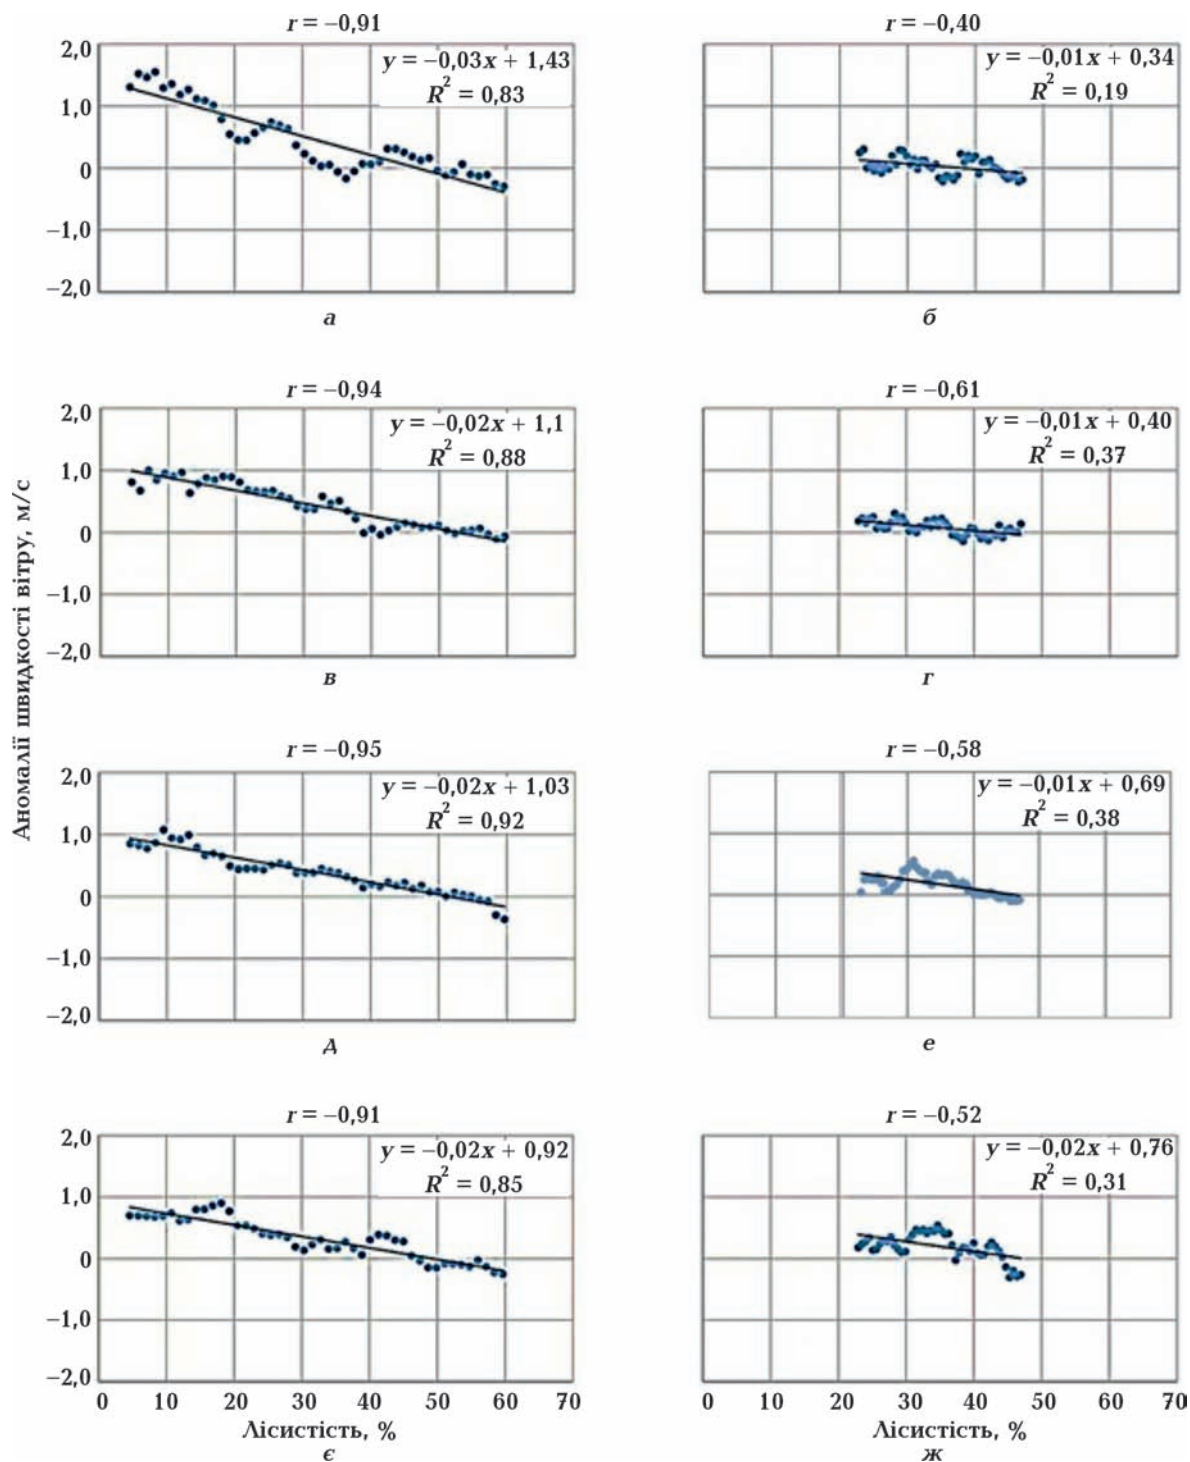 r = −0,91
y = −0,03x + 1,43
R² = 0,83
2,0
1,0
0
−1,0
−2,0
а
r = −0,40
y = −0,01x + 0,34
R² = 0,19
б
r = −0,94
y = −0,02x + 1,1
R² = 0,88
2,0
1,0
0
−1,0
−2,0
в
r = −0,61
y = −0,01x + 0,40
R² = 0,37
г
Аномалії швидкості вітру, м/с
r = −0,95
y = −0,02x + 1,03
R² = 0,92
2,0
1,0
0
−1,0
−2,0
д
r = −0,58
y = −0,01x + 0,69
R² = 0,38
е
r = −0,91
y = −0,02x + 0,92
R² = 0,85
2,0
1,0
0
−1,0
−2,0
0 10 20 30 40 50 60 70
Лісистість, %
є
r = −0,52
y = −0,02x + 0,76
R² = 0,31
0 10 20 30 40 50 60 70
Лісистість, %
ж